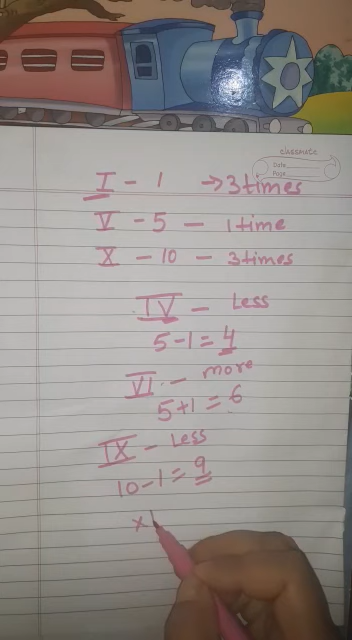 classmate
Date
Page
I - 1 → 3 times
V - 5 - 1 time
X - 10 - 3 times
IV - Less
5 - 1 = 4
VI - more
5 + 1 = 6
IX - Less
10 - 1 = 9
X